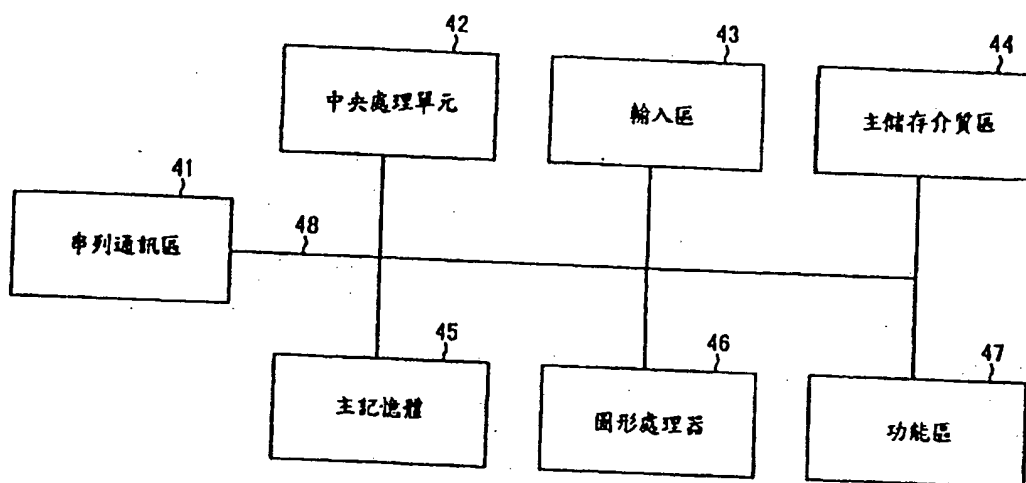 42
中央處理單元
43
輸入區
44
主儲存介質區
41
串列通訊區
48
45
主記憶體
46
圖形處理器
47
功能區